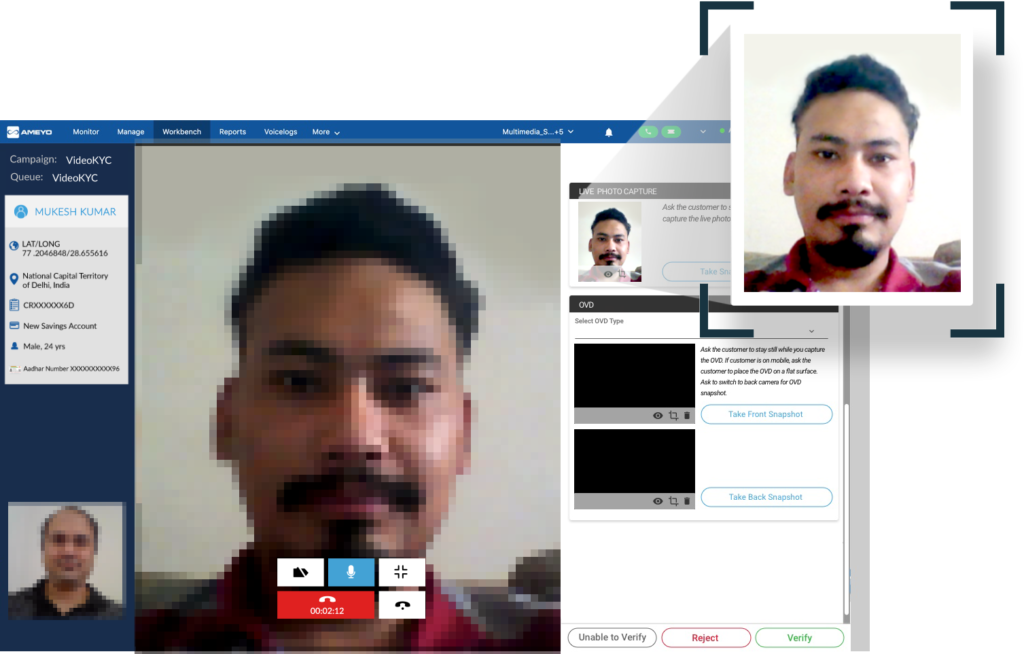 AMEYO
Monitor
Manage
Workbench
Reports
Voicelogs
More
Multimedia_S...+5
Campaign: VideoKYC
Queue: VideoKYC
MUKESH KUMAR
LAT/LONG
77 .2046848/28.655616
National Capital Territory
of Delhi, India
CRXXXXXX6D
New Savings Account
Male, 24 yrs
Aadhar Number XXXXXXXXXX96
00:02:12
LIVE PHOTO CAPTURE
Ask the customer to
capture the live photo
Take
OVD
Select OVD Type
Ask the customer to stay still while you capture
the OVD. If customer is on mobile, ask the
customer to place the OVD on a flat surface.
Ask to switch to back camera for OVD
snapshot.
Take Front Snapshot
Take Back Snapshot
Unable to Verify
Reject
Verify